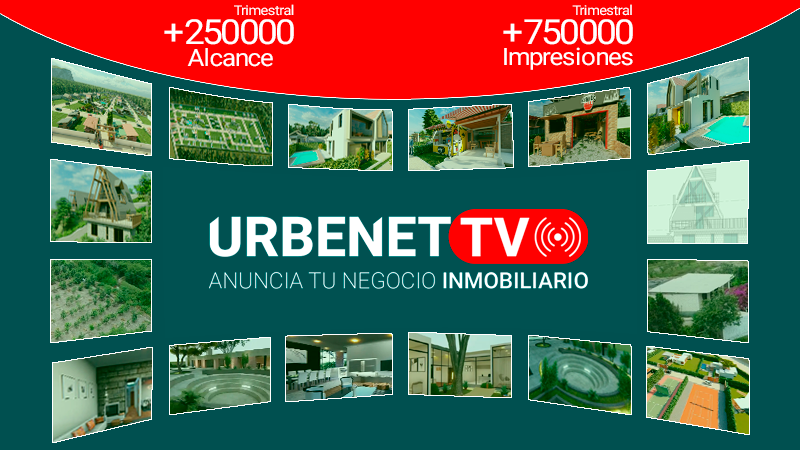 Trimestral
+250000
Alcance
Trimestral
+750000
Impresiones
URBENET TV
ANUNCIA TU NEGOCIO INMOBILIARIO